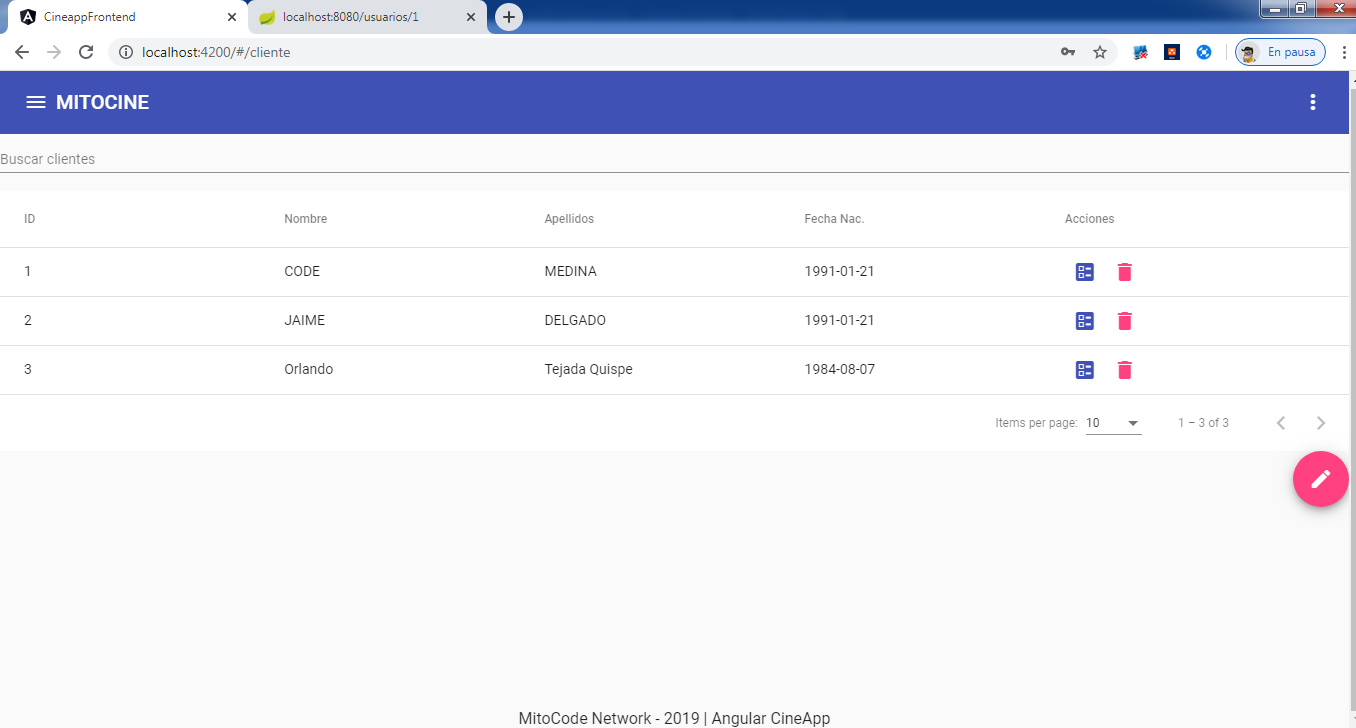 CineappFrontend
localhost:8080/usuarios/1
localhost:4200/#/cliente
En pausa
MITOCINE
Buscar clientes
ID Nombre Apellidos Fecha Nac. Acciones
1 CODE MEDINA 1991-01-21
2 JAIME DELGADO 1991-01-21
3 Orlando Tejada Quispe 1984-08-07
Items per page: 10 1 – 3 of 3
MitoCode Network - 2019 | Angular CineApp